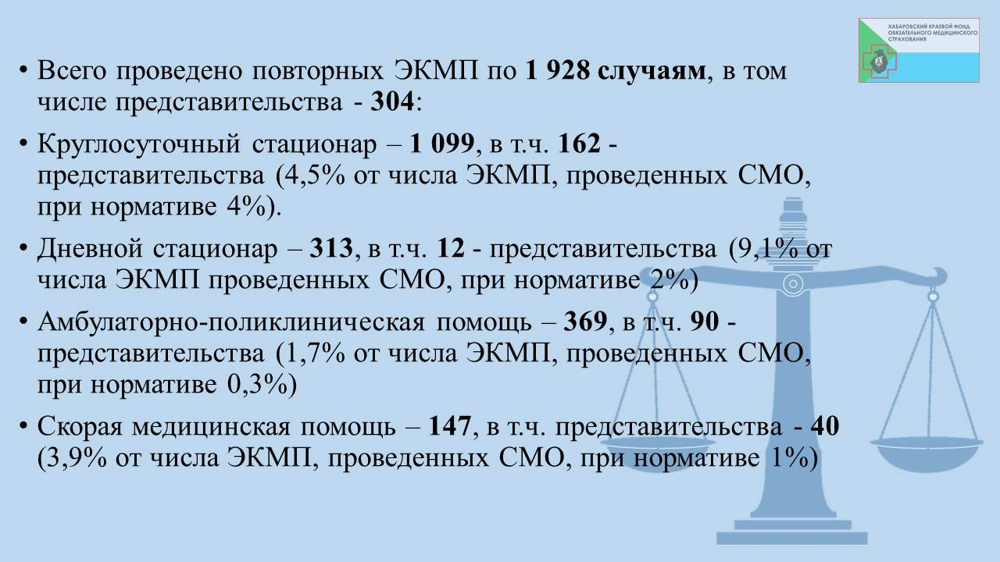 ХАБАРОВСКИЙ КРАЕВОЙ ФОНД
ОБЯЗАТЕЛЬНОГО МЕДИЦИНСКОГО
СТРАХОВАНИЯ
• Всего проведено повторных ЭКМП по 1 928 случаям, в том
числе представительства - 304:
• Круглосуточный стационар – 1 099, в т.ч. 162 -
представительства (4,5% от числа ЭКМП, проведенных СМО,
при нормативе 4%).
• Дневной стационар – 313, в т.ч. 12 - представительства (9,1% от
числа ЭКМП проведенных СМО, при нормативе 2%)
• Амбулаторно-поликлиническая помощь – 369, в т.ч. 90 -
представительства (1,7% от числа ЭКМП, проведенных СМО,
при нормативе 0,3%)
• Скорая медицинская помощь – 147, в т.ч. представительства - 40
(3,9% от числа ЭКМП, проведенных СМО, при нормативе 1%)